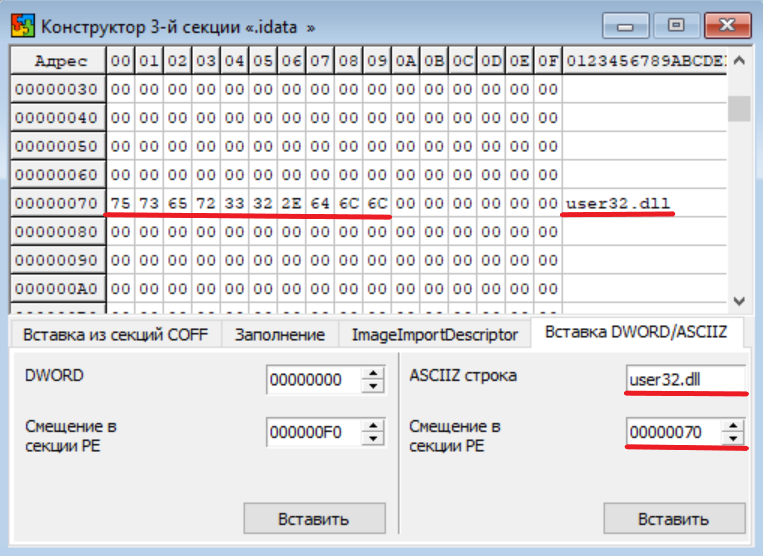 Конструктор 3-й секции «.idata »
Адрес 00 01 02 03 04 05 06 07 08 09 0A 0B 0C 0D 0E 0F 0123456789ABCDE
00000030 00 00 00 00 00 00 00 00 00 00 00 00 00 00 00 00
00000040 00 00 00 00 00 00 00 00 00 00 00 00 00 00 00 00
00000050 00 00 00 00 00 00 00 00 00 00 00 00 00 00 00 00
00000060 00 00 00 00 00 00 00 00 00 00 00 00 00 00 00 00
00000070 75 73 65 72 33 32 2E 64 6C 6C 00 00 00 00 00 00 user32.dll
00000080 00 00 00 00 00 00 00 00 00 00 00 00 00 00 00 00
00000090 00 00 00 00 00 00 00 00 00 00 00 00 00 00 00 00
000000A0 00 00 00 00 00 00 00 00 00 00 00 00 00 00 00 00
Вставка из секций COFF Заполнение ImageImportDescriptor Вставка DWORD/ASCIIZ
DWORD 00000000
Смещение в
секции PE 000000F0
Вставить
ASCIIZ строка user32.dll
Смещение в
секции PE 00000070
Вставить